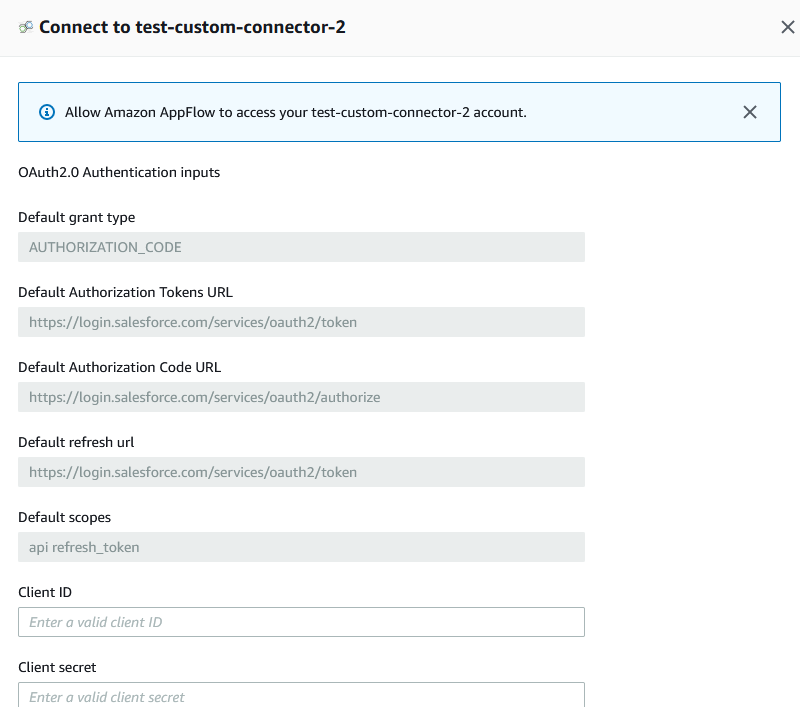 Connect to test-custom-connector-2
Allow Amazon AppFlow to access your test-custom-connector-2 account.
OAuth2.0 Authentication inputs
Default grant type
AUTHORIZATION_CODE
Default Authorization Tokens URL
https://login.salesforce.com/services/oauth2/token
Default Authorization Code URL
https://login.salesforce.com/services/oauth2/authorize
Default refresh url
https://login.salesforce.com/services/oauth2/token
Default scopes
api refresh_token
Client ID
Enter a valid client ID
Client secret
Enter a valid client secret